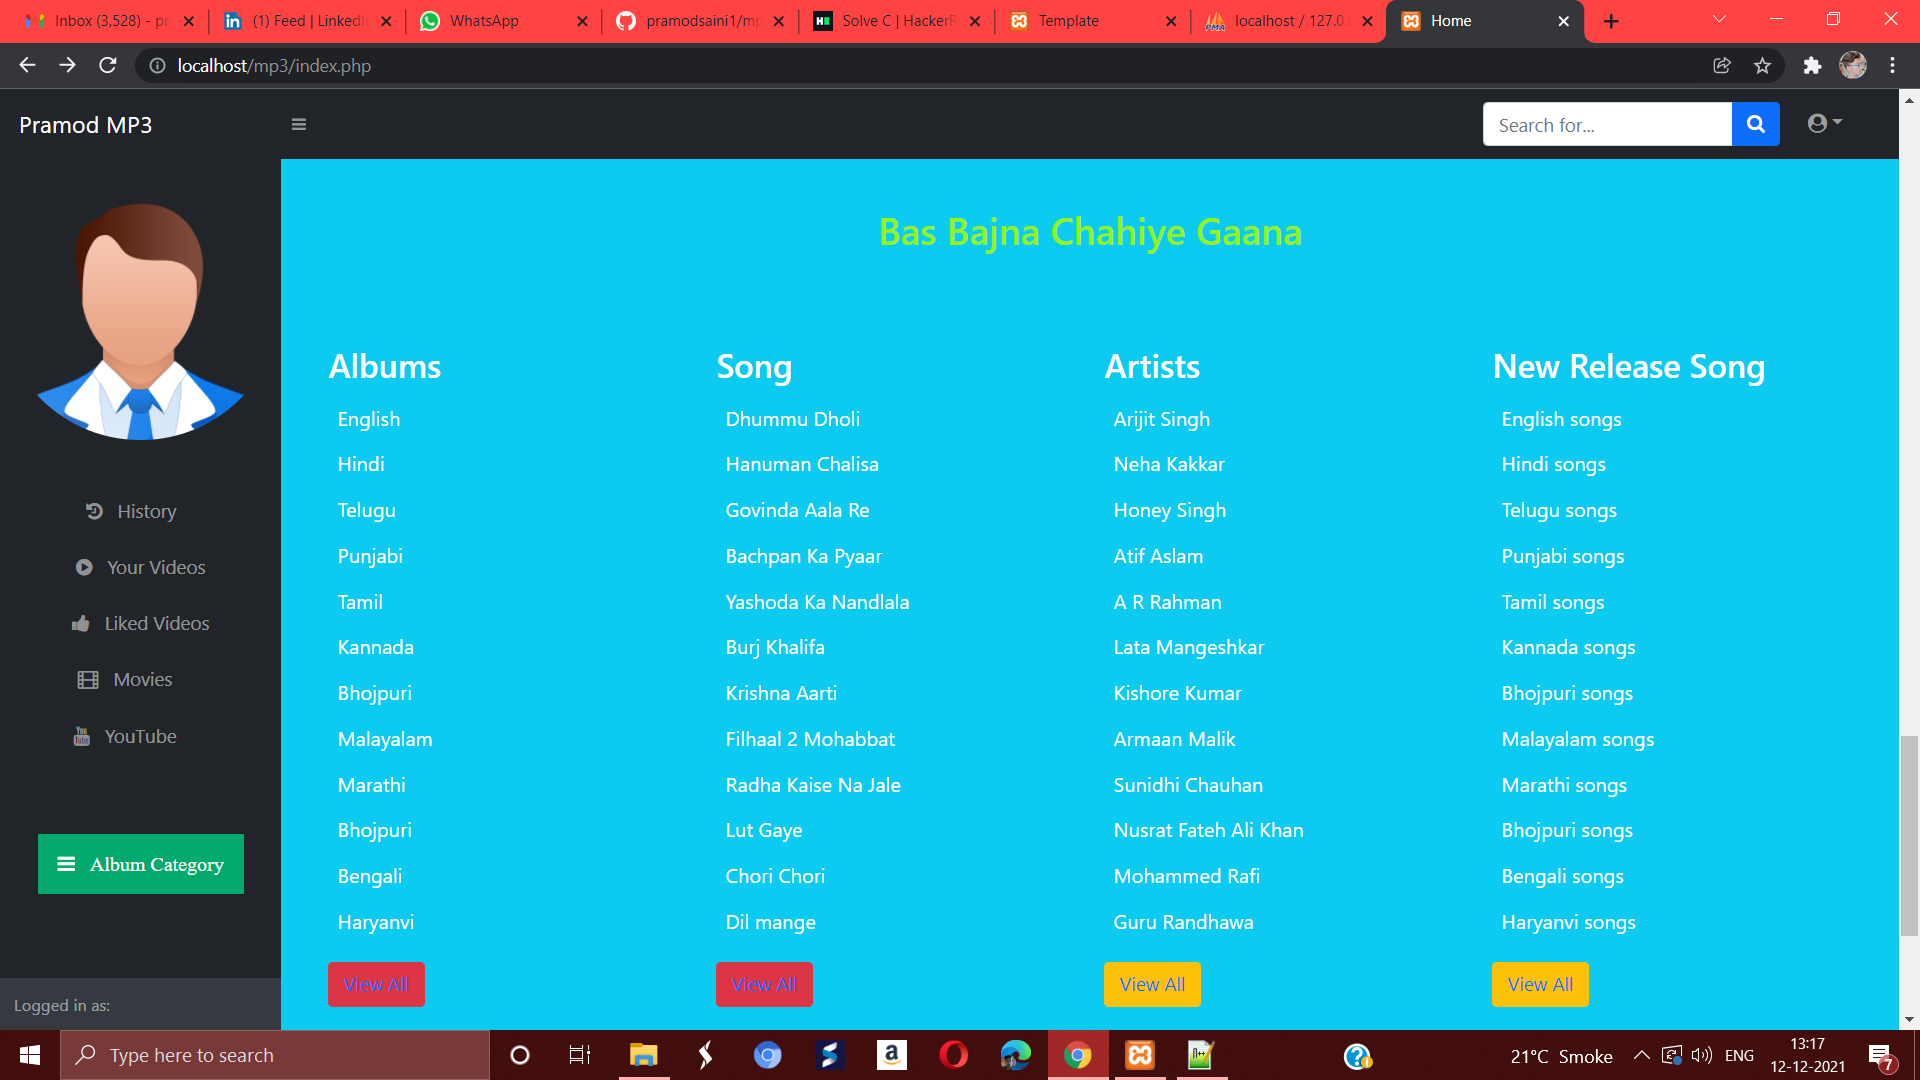 Inbox (3,528) - pr
(1) Feed | LinkedI
WhatsApp
pramodsaini1/mp
Solve C | HackerR
Template
localhost / 127.0.
Home
localhost/mp3/index.php
Pramod MP3
Search for...
Bas Bajna Chahiye Gaana
Albums
English
Hindi
Telugu
Punjabi
Tamil
Kannada
Bhojpuri
Malayalam
Marathi
Bhojpuri
Bengali
Haryanvi
View All
Song
Dhummu Dholi
Hanuman Chalisa
Govinda Aala Re
Bachpan Ka Pyaar
Yashoda Ka Nandlala
Burj Khalifa
Krishna Aarti
Filhaal 2 Mohabbat
Radha Kaise Na Jale
Lut Gaye
Chori Chori
Dil mange
View All
Artists
Arijit Singh
Neha Kakkar
Honey Singh
Atif Aslam
A R Rahman
Lata Mangeshkar
Kishore Kumar
Armaan Malik
Sunidhi Chauhan
Nusrat Fateh Ali Khan
Mohammed Rafi
Guru Randhawa
View All
New Release Song
English songs
Hindi songs
Telugu songs
Punjabi songs
Tamil songs
Kannada songs
Bhojpuri songs
Malayalam songs
Marathi songs
Bhojpuri songs
Bengali songs
Haryanvi songs
View All
History
Your Videos
Liked Videos
Movies
YouTube
Album Category
Logged in as:
Type here to search
21°C Smoke
ENG
13:17
12-12-2021
7